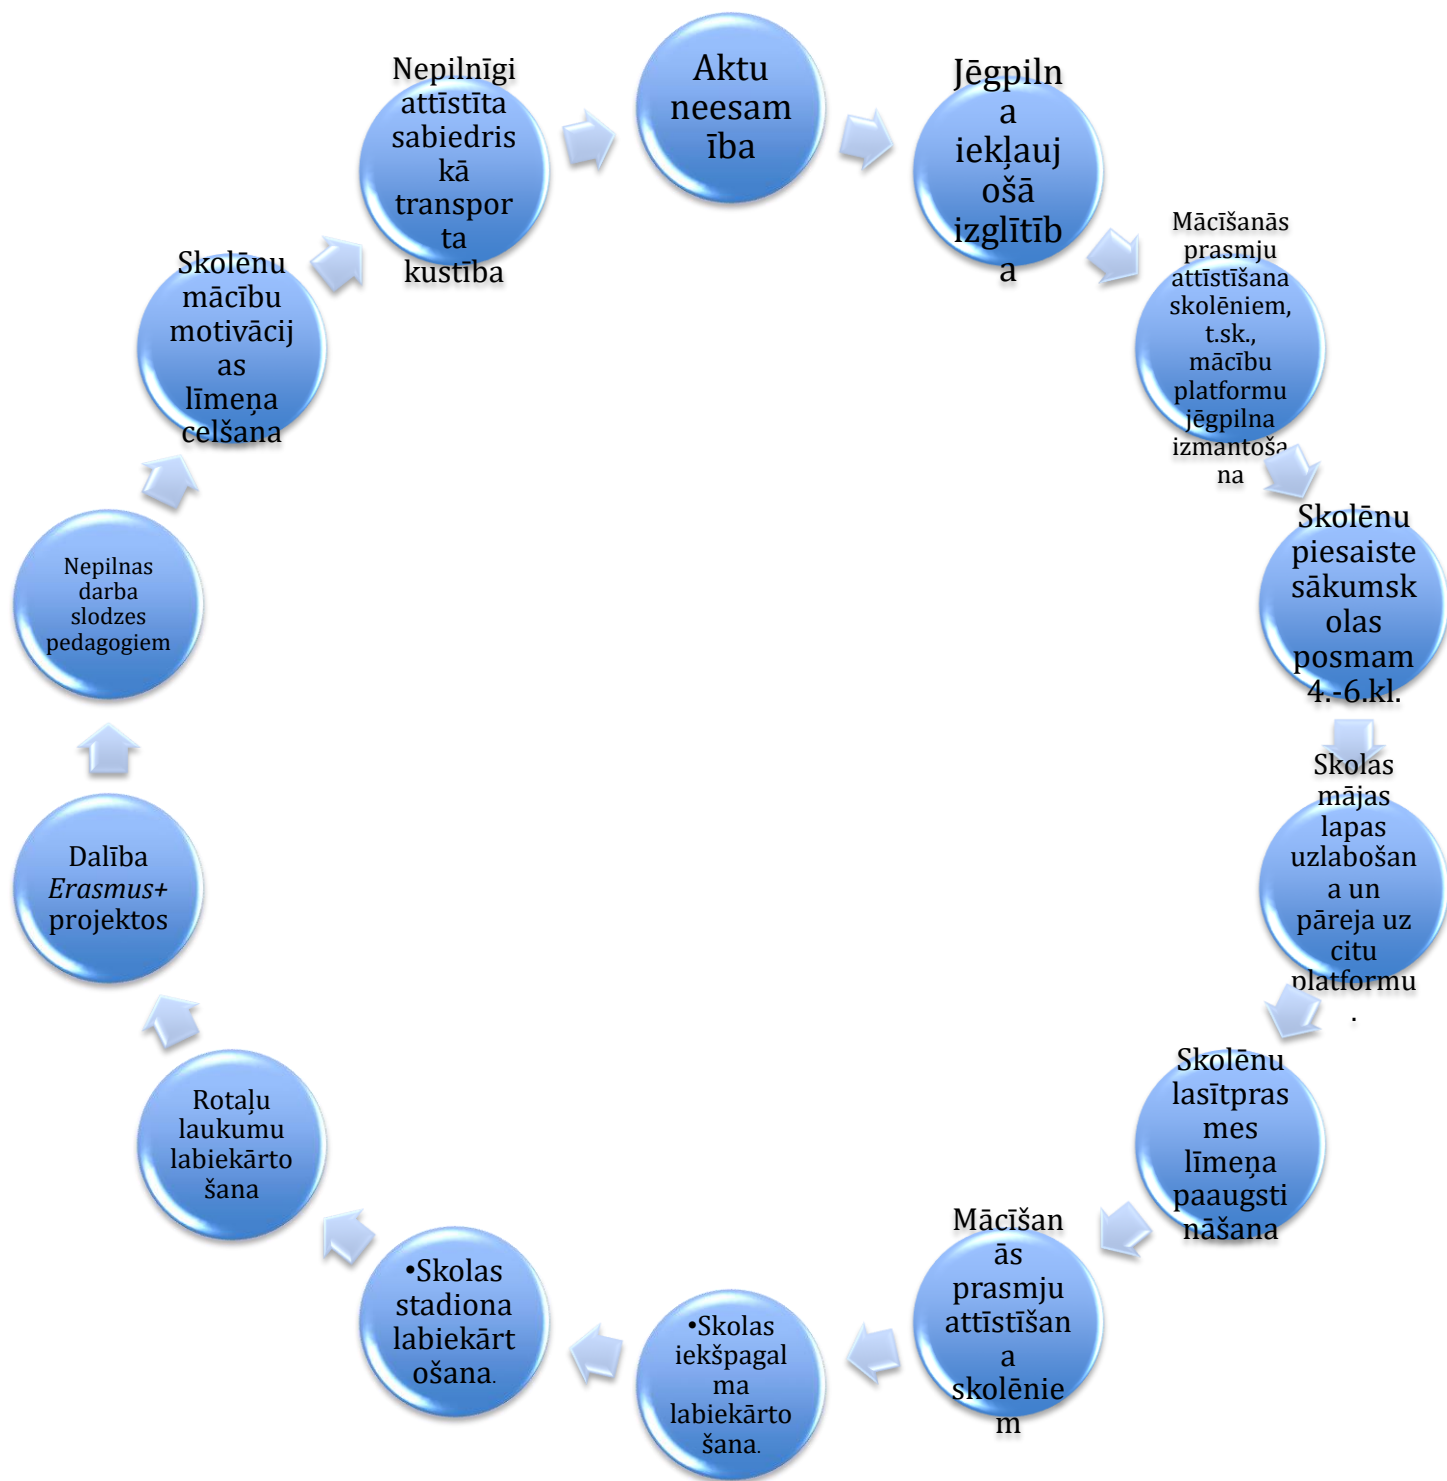 Aktu
neesam
ība
Jēgpiln
a
iekļauj
ošā
izglītīb
a
Mācīšanās
prasmju
attīstīšana
skolēniem,
t.sk.,
mācību
platformu
jēgpilna
izmantoša
na
Skolēnu
piesaiste
sākumsk
olas
posmam
4.-6.kl.
Skolas
mājas
lapas
uzlabošan
a un
pāreja uz
citu
platformu
.
Skolēnu
lasītpras
mes
līmeņa
paaugsti
nāšana
Mācīšan
ās
prasmju
attīstīšan
a
skolēnie
m
•Skolas
iekšpagal
ma
labiekārto
šana.
•Skolas
stadiona
labiekārt
ošana.
Rotaļu
laukumu
labiekārto
šana
Dalība
Erasmus+
projektos
Nepilnas
darba
slodzes
pedagogiem
Skolēnu
mācību
motivācij
as
līmeņa
celšana
Nepilnīgi
attīstīta
sabiedris
kā
transpor
ta
kustība